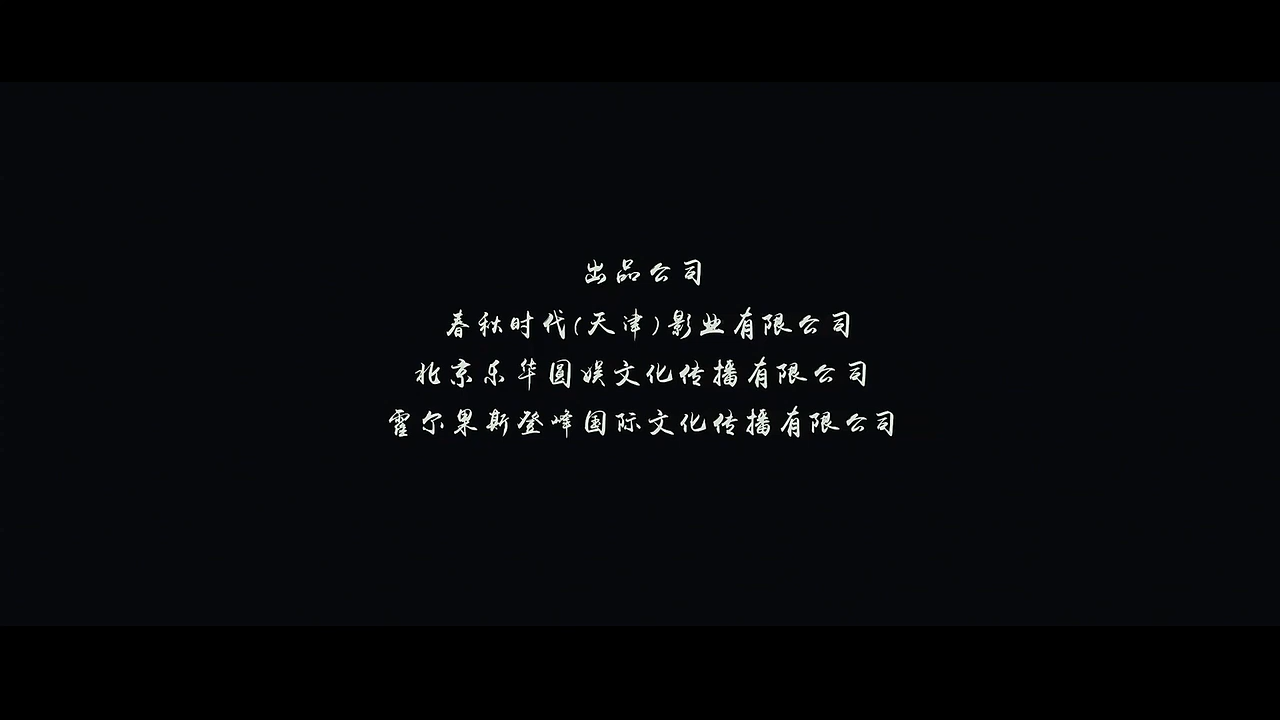 出品公司
春秋时代(天津)影业有限公司
北京乐华圆娱文化传播有限公司
霍尔果斯登峰国际文化传播有限公司